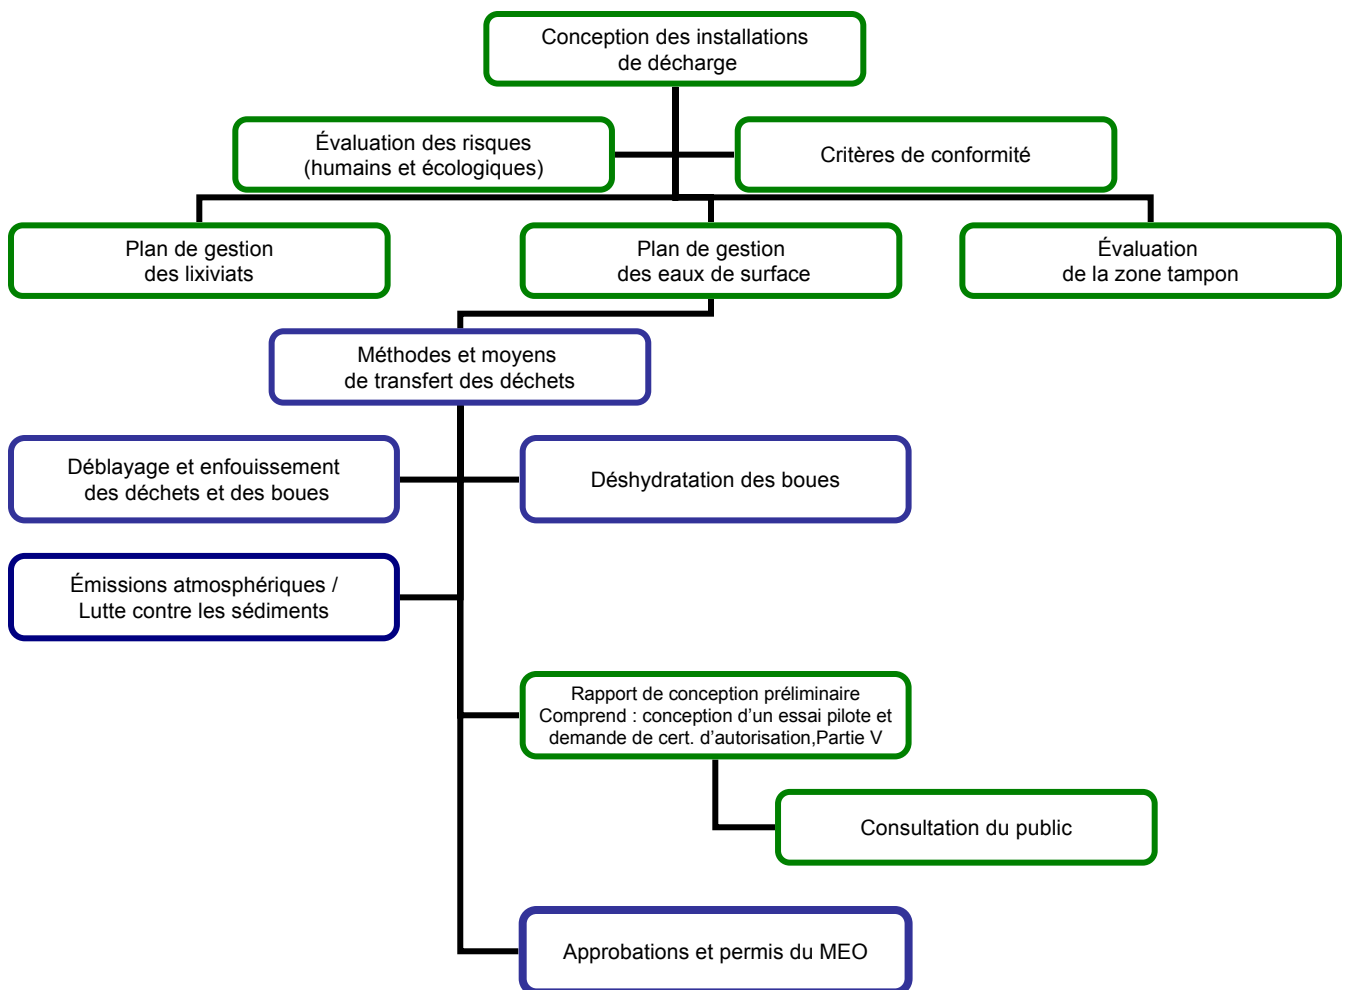 Conception des installations
de décharge
Évaluation des risques
(humains et écologiques)
Critères de conformité
Plan de gestion
des lixiviats
Plan de gestion
des eaux de surface
Évaluation
de la zone tampon
Méthodes et moyens
de transfert des déchets
Déblayage et enfouissement
des déchets et des boues
Déshydratation des boues
Émissions atmosphériques /
Lutte contre les sédiments
Rapport de conception préliminaire
Comprend : conception d’un essai pilote et
demande de cert. d’autorisation,Partie V
Consultation du public
Approbations et permis du MEO